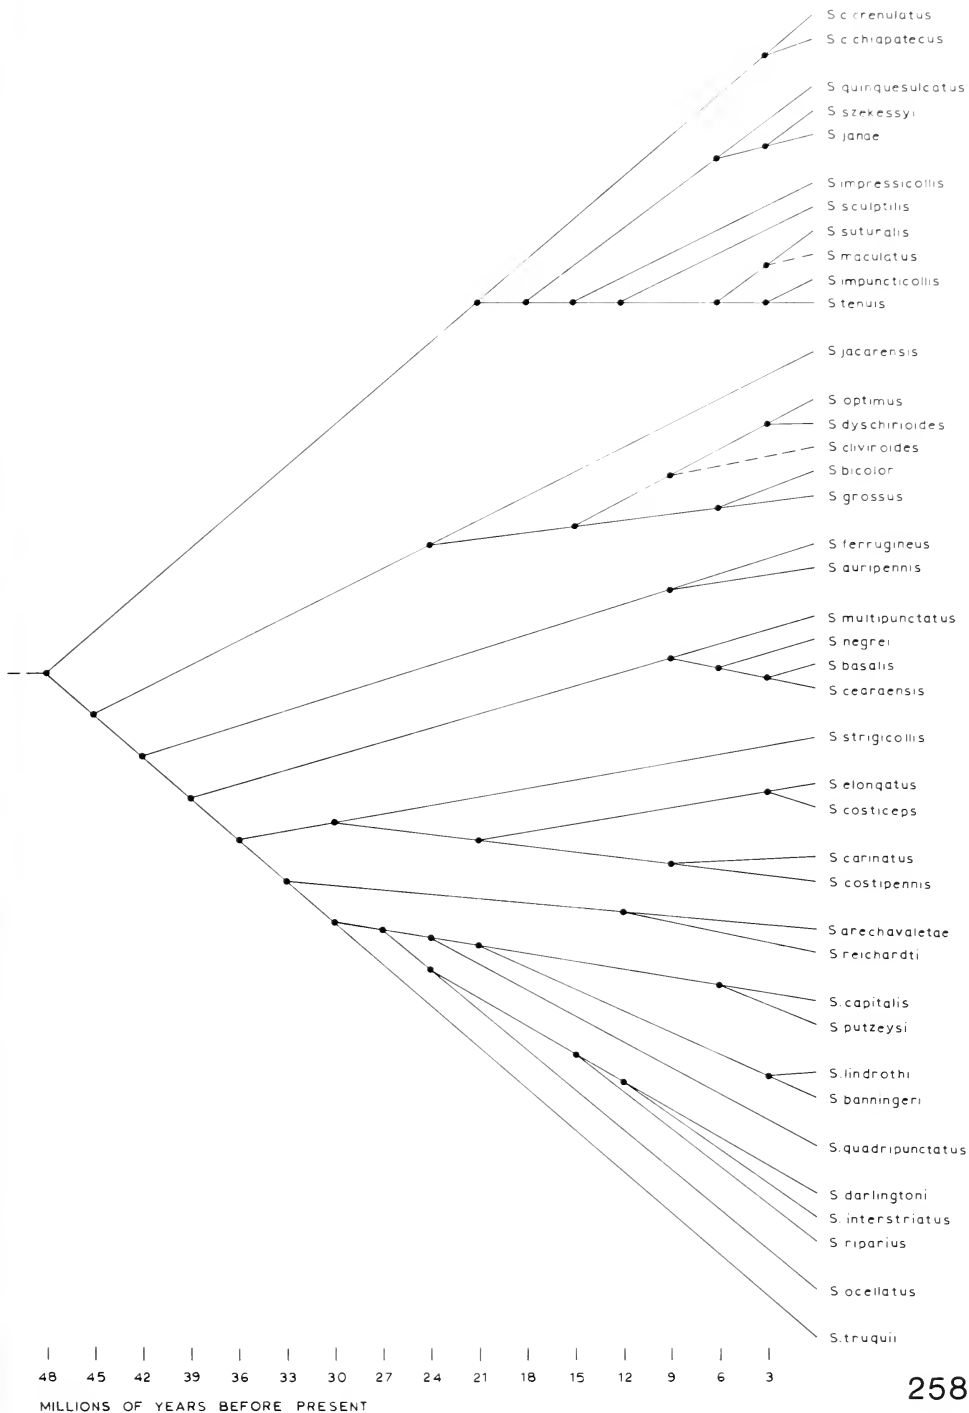 S c crenulatus
S c chiapatecus
S quinquesulcatus
S szekessyi
S janae
S impressicollis
S sculptilis
S suturalis
S maculatus
S impuncticollis
S tenuis
S jacarensis
S optimus
S dyschirioides
S cliviroides
S bicolor
S grossus
S ferrugineus
S auripennis
S multipunctatus
S negrei
S basalis
S cearaensis
S strigicollis
S elongatus
S costiceps
S carinatus
S costipennis
S arechavaletae
S reichardti
S. capitalis
S putzeysi
S. lindrothi
S banningeri
S. quadripunctatus
S darlingtoni
S. interstriatus
S riparius
S ocellatus
S. truquii
48 45 42 39 36 33 30 27 24 21 18 15 12 9 6 3
MILLIONS OF YEARS BEFORE PRESENT
258